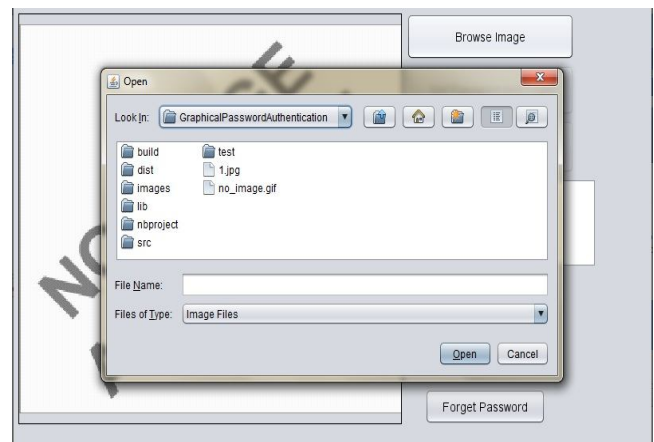 Browse Image
Open
Look In: GraphicalPasswordAuthentication
build test
dist 1.jpg
images no_image.gif
lib
nbproject
src
File Name:
Files of Type: Image Files
Open Cancel
Forget Password